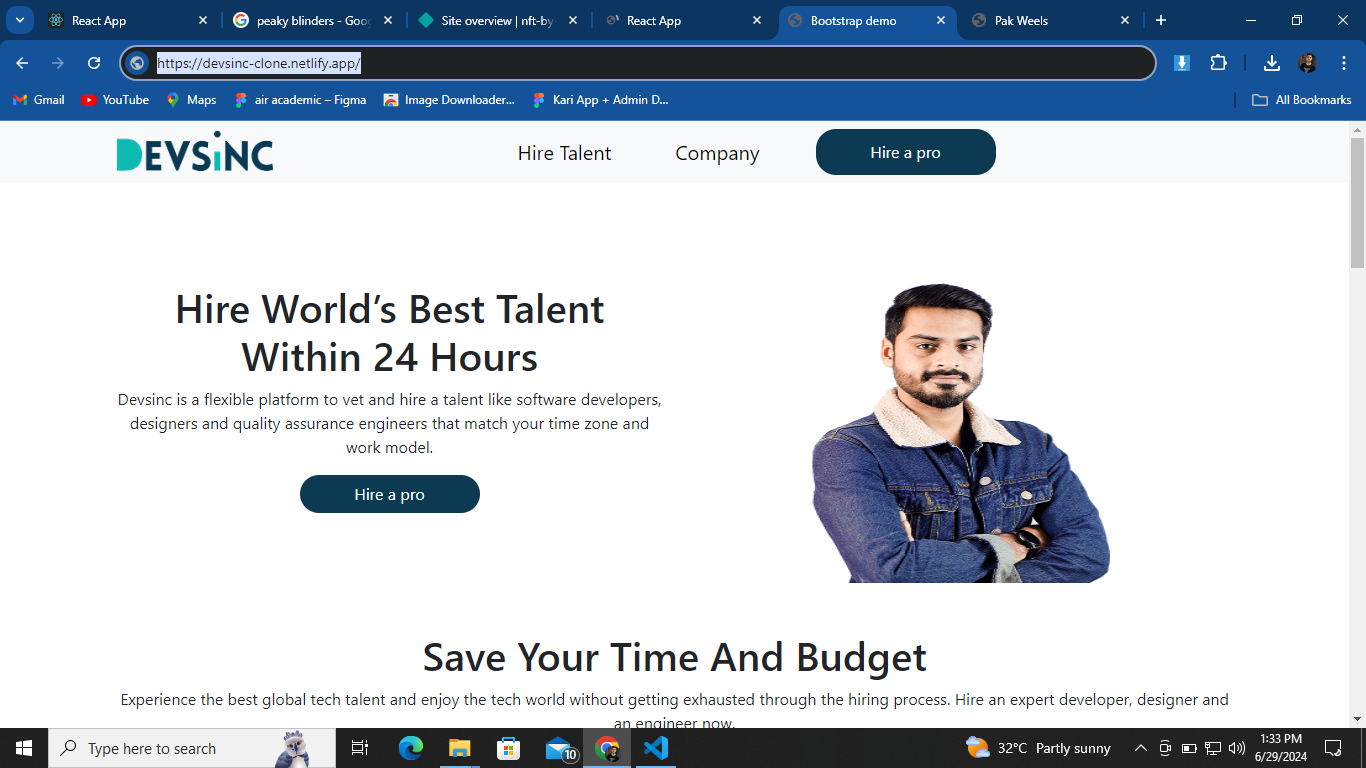 React App
peaky blinders - Goo
Site overview | nft-by-
React App
Bootstrap demo
Pak Weels
https://devsinc-clone.netlify.app/
Gmail
YouTube
Maps
air academic – Figma
Image Downloader...
Kari App + Admin D...
All Bookmarks
DEVSiNC
Hire Talent
Company
Hire a pro
Hire World’s Best Talent
Within 24 Hours
Devsinc is a flexible platform to vet and hire a talent like software developers,
designers and quality assurance engineers that match your time zone and
work model.
Hire a pro
Save Your Time And Budget
Experience the best global tech talent and enjoy the tech world without getting exhausted through the hiring process. Hire an expert developer, designer and
an engineer now.
Type here to search
10
32°C Partly sunny
1:33 PM
6/29/2024